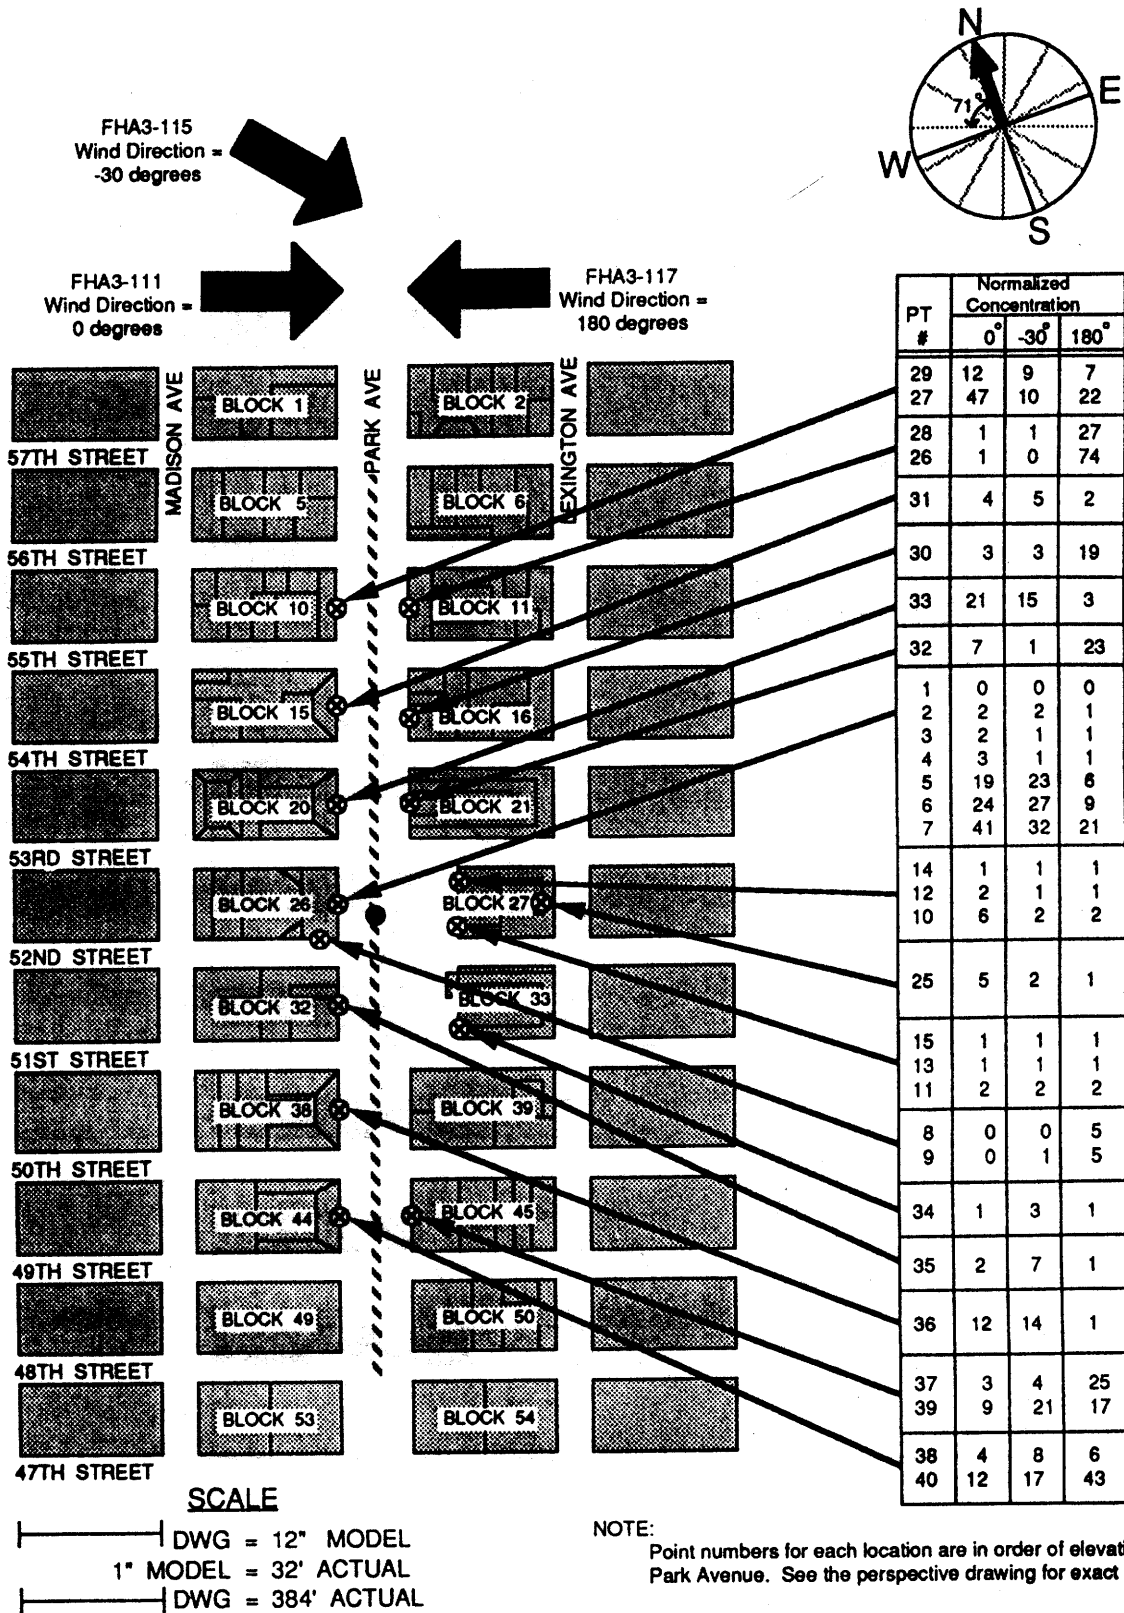 N
E
71°
W
S
FHA3-115
Wind Direction =
-30 degrees
FHA3-111
Wind Direction =
0 degrees
FHA3-117
Wind Direction =
180 degrees
MADISON AVE
PARK AVE
LEXINGTON AVE
BLOCK 1
BLOCK 2
57TH STREET
BLOCK 5
BLOCK 6
56TH STREET
BLOCK 10
BLOCK 11
55TH STREET
BLOCK 15
BLOCK 16
54TH STREET
BLOCK 20
BLOCK 21
53RD STREET
BLOCK 26
BLOCK 27
52ND STREET
BLOCK 32
BLOCK 33
51ST STREET
BLOCK 38
BLOCK 39
50TH STREET
BLOCK 44
BLOCK 45
49TH STREET
BLOCK 49
BLOCK 50
48TH STREET
BLOCK 53
BLOCK 54
47TH STREET
PT # Normalized Concentration
0° -30° 180°
29 12 9 7
27 47 10 22
28 1 1 27
26 1 0 74
31 4 5 2
30 3 3 19
33 21 15 3
32 7 1 23
1 0 0 0
2 2 2 1
3 2 1 1
4 3 1 1
5 19 23 6
6 24 27 9
7 41 32 21
14 1 1 1
12 2 1 1
10 6 2 2
25 5 2 1
15 1 1 1
13 1 1 1
11 2 2 2
8 0 0 5
9 0 1 5
34 1 3 1
35 2 7 1
36 12 14 1
37 3 4 25
39 9 21 17
38 4 8 6
40 12 17 43
SCALE
DWG = 12" MODEL
1" MODEL = 32' ACTUAL
DWG = 384' ACTUAL
NOTE:
Point numbers for each location are in order of elevati
Park Avenue. See the perspective drawing for exact